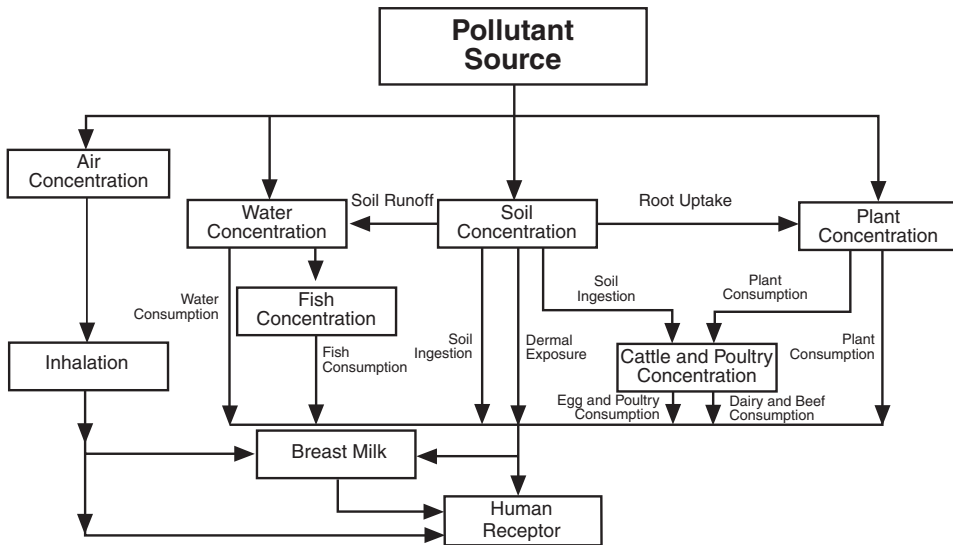 Pollutant
Source
Air
Concentration
Water
Concentration
Soil Runoff
Soil
Concentration
Root Uptake
Plant
Concentration
Water
Consumption
Fish
Concentration
Soil
Ingestion
Plant
Consumption
Inhalation
Fish
Consumption
Soil
Ingestion
Dermal
Exposure
Cattle and Poultry
Concentration
Plant
Consumption
Egg and Poultry
Consumption
Dairy and Beef
Consumption
Breast Milk
Human
Receptor